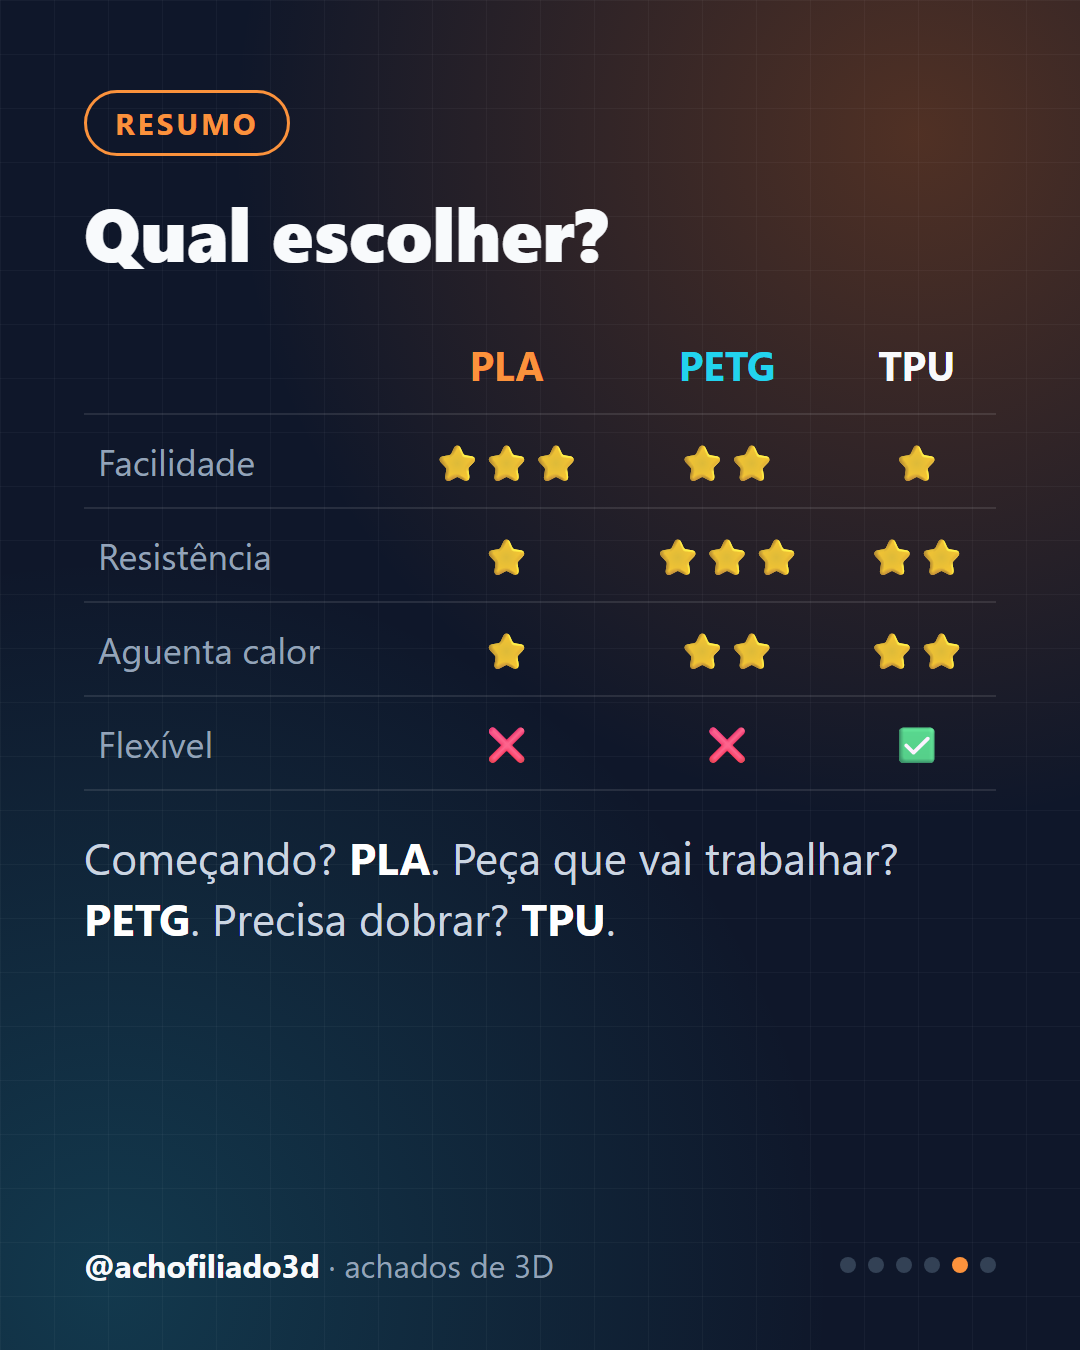 RESUMO
Qual escolher?
PLA PETG TPU
Facilidade ⭐⭐⭐ ⭐⭐ ⭐
Resistência ⭐ ⭐⭐⭐ ⭐⭐
Aguenta calor ⭐ ⭐⭐ ⭐⭐
Flexível ❌ ❌ ✅
Começando? PLA. Peça que vai trabalhar?
PETG. Precisa dobrar? TPU.
@achofiliado3d · achados de 3D